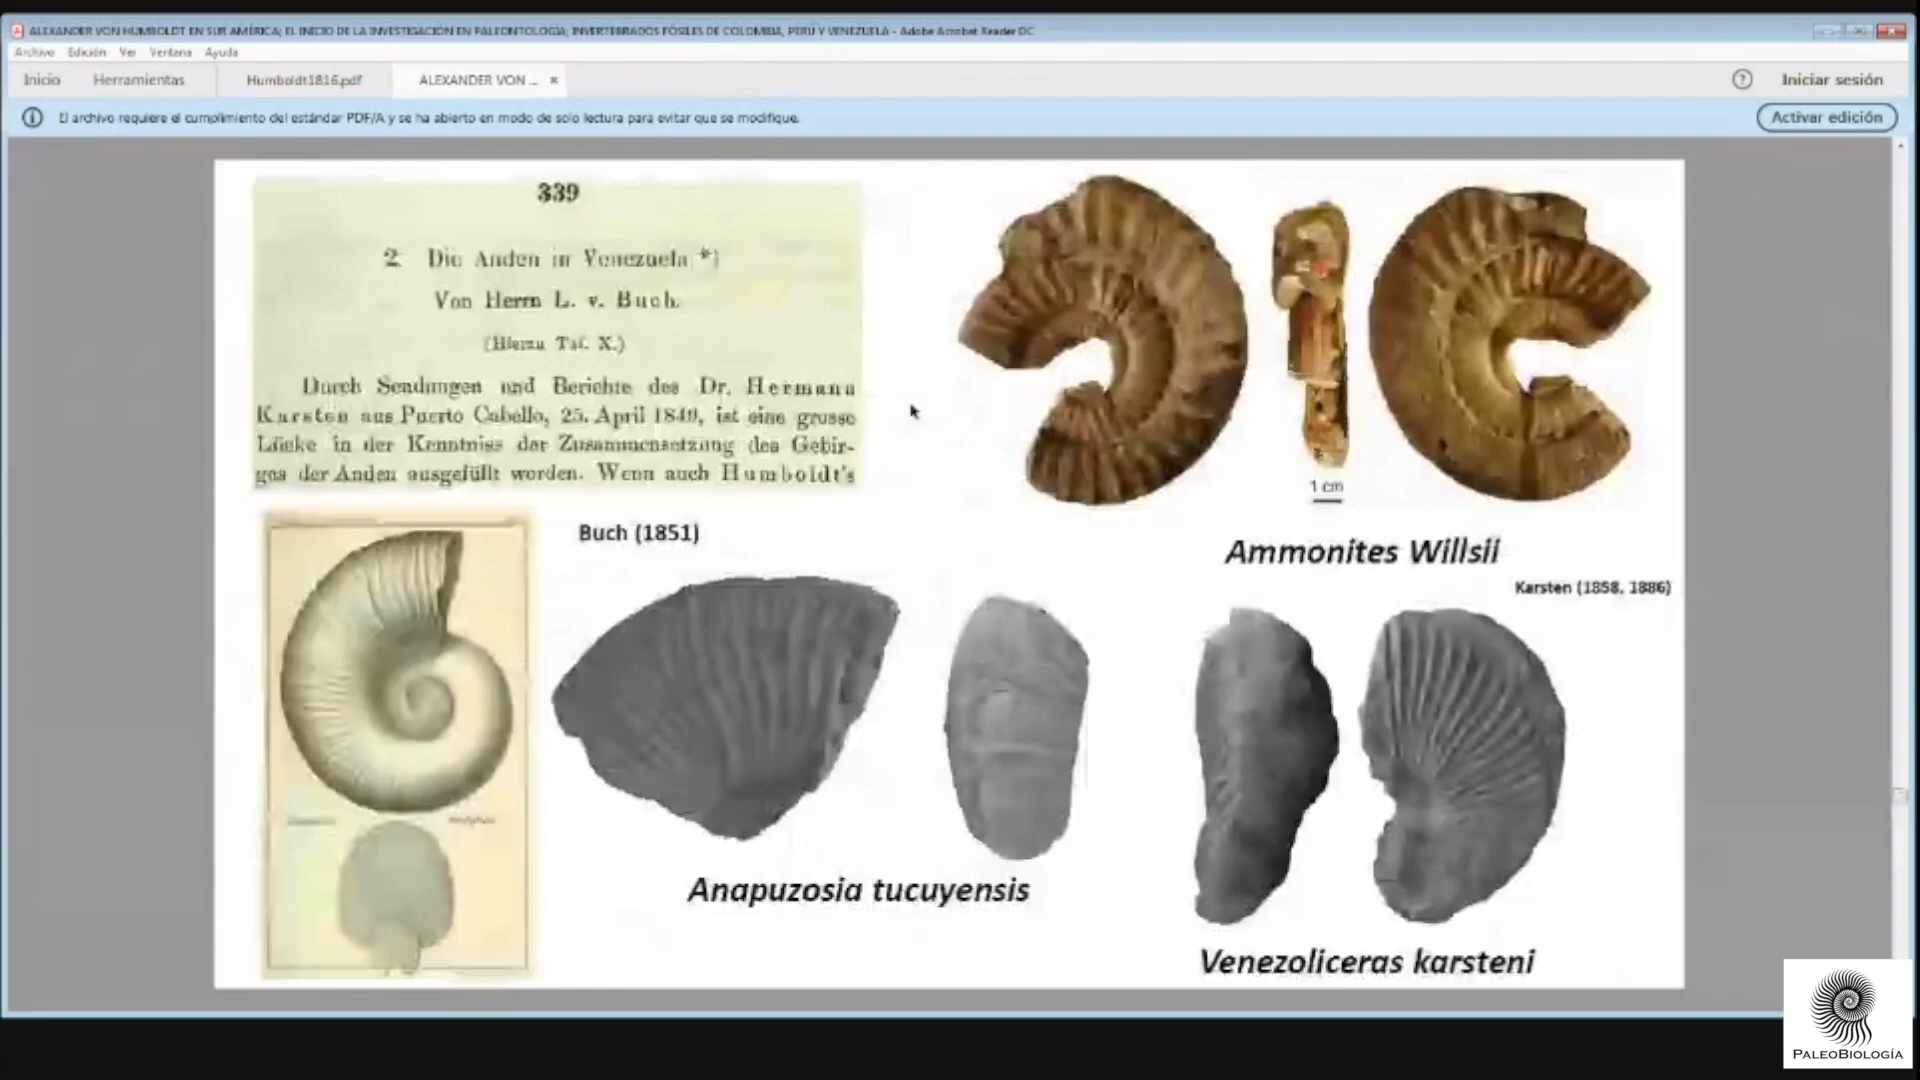 ALEXANDER VON HUMBOLDT EN SUR AMÉRICA; EL INICIO DE LA INVESTIGACIÓN EN PALEONTOLOGÍA; INVERTEBRADOS FÓSILES DE COLOMBIA, PERÚ Y VENEZUELA - Adobe Acrobat Reader DC
Archivo Edición Ver Ventana Ayuda
Inicio Herramientas Humboldt1816.pdf ALEXANDER VON ... × ? Iniciar sesión
El archivo requiere el cumplimiento del estándar PDF/A y se ha abierto en modo de solo lectura para evitar que se modifique. Activar edición
339
2. Die Anden in Venezuela *)
Von Herrn L. v. Buch.
(Hierzu Taf. X.)
Durch Sendungen und Berichte des Dr. Hermann
Karsten aus Puerto Cabello, 25. April 1849, ist eine grosse
Lücke in der Kenntniss der Zusammensetzung des Gebir-
ges der Anden ausgefüllt worden. Wenn auch Humboldt's
1 cm
Buch (1851)
Ammonites Willsii
Karsten (1858, 1886)
Anapuzosia tucuyensis
Venezoliceras karsteni
PALEOBIOLOGÍA